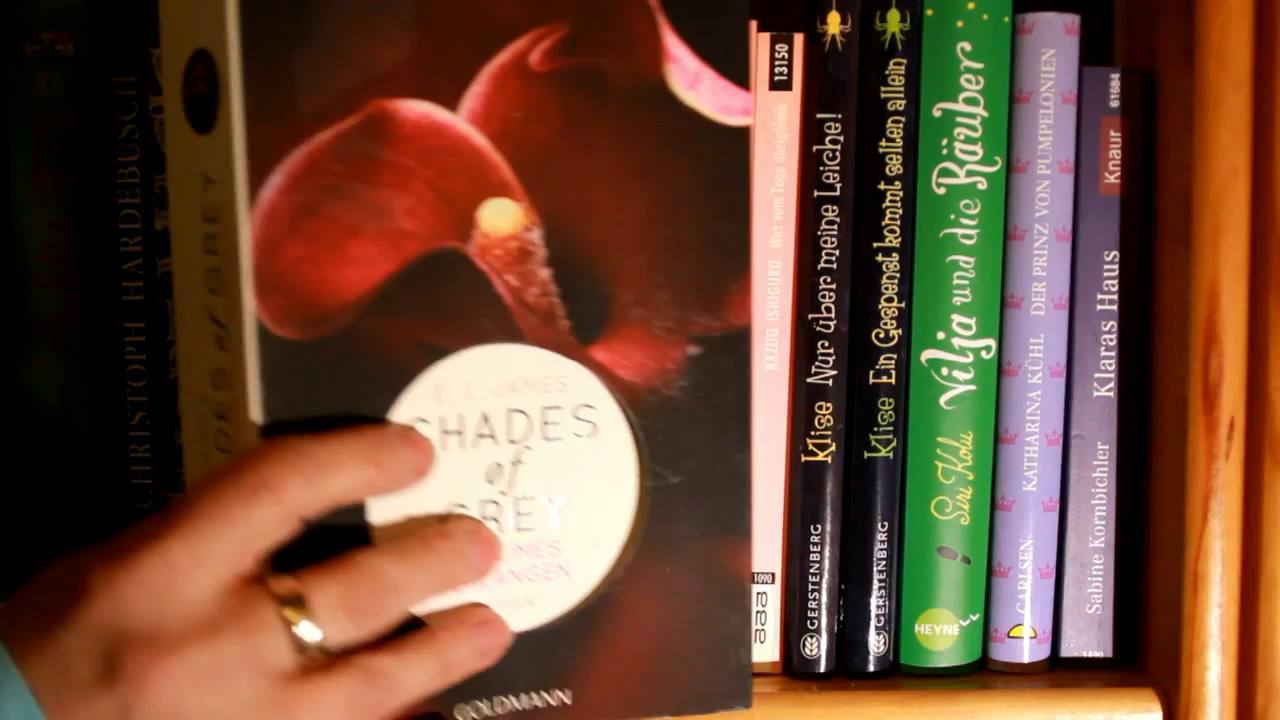 CHRISTOPH HARDEBUSCH
DES of GREY
E L JAMES
SHADES
of
GREY
GOLDMANN
13150
KAZUO ISHIGURO Was vom Tage übrigblieb
1090
Klise Nur über meine Leiche!
GERSTENBERG
Klise Ein Gespenst kommt selten allein
GERSTENBERG
Siri Kolu Vilja und die Räuber
HEYNE
KATHARINA KÜHL DER PRINZ VON PUMPELONIEN
CARLSEN
61684
Knaur
Sabine Kornbichler Klaras Haus